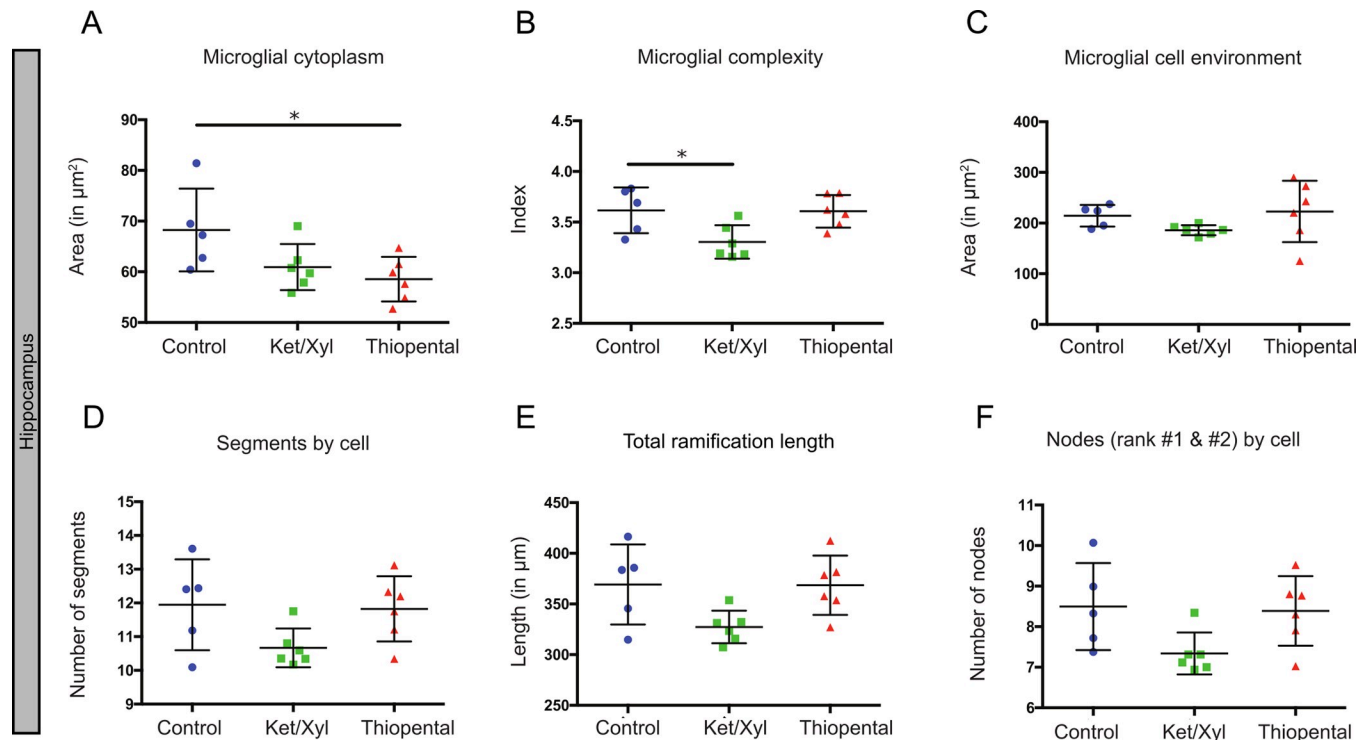 Hippocampus
A
Microglial cytoplasm
Area (in μm²)
90
80
70
60
50
*
Control Ket/Xyl Thiopental
B
Microglial complexity
Index
4.5
4.0
3.5
3.0
2.5
*
Control Ket/Xyl Thiopental
C
Microglial cell environment
Area (in μm²)
400
300
200
100
0
Control Ket/Xyl Thiopental
D
Segments by cell
Number of segments
15
14
13
12
11
10
9
Control Ket/Xyl Thiopental
E
Total ramification length
Length (in μm)
450
400
350
300
250
Control Ket/Xyl Thiopental
F
Nodes (rank #1 & #2) by cell
Number of nodes
11
10
9
8
7
6
Control Ket/Xyl Thiopental